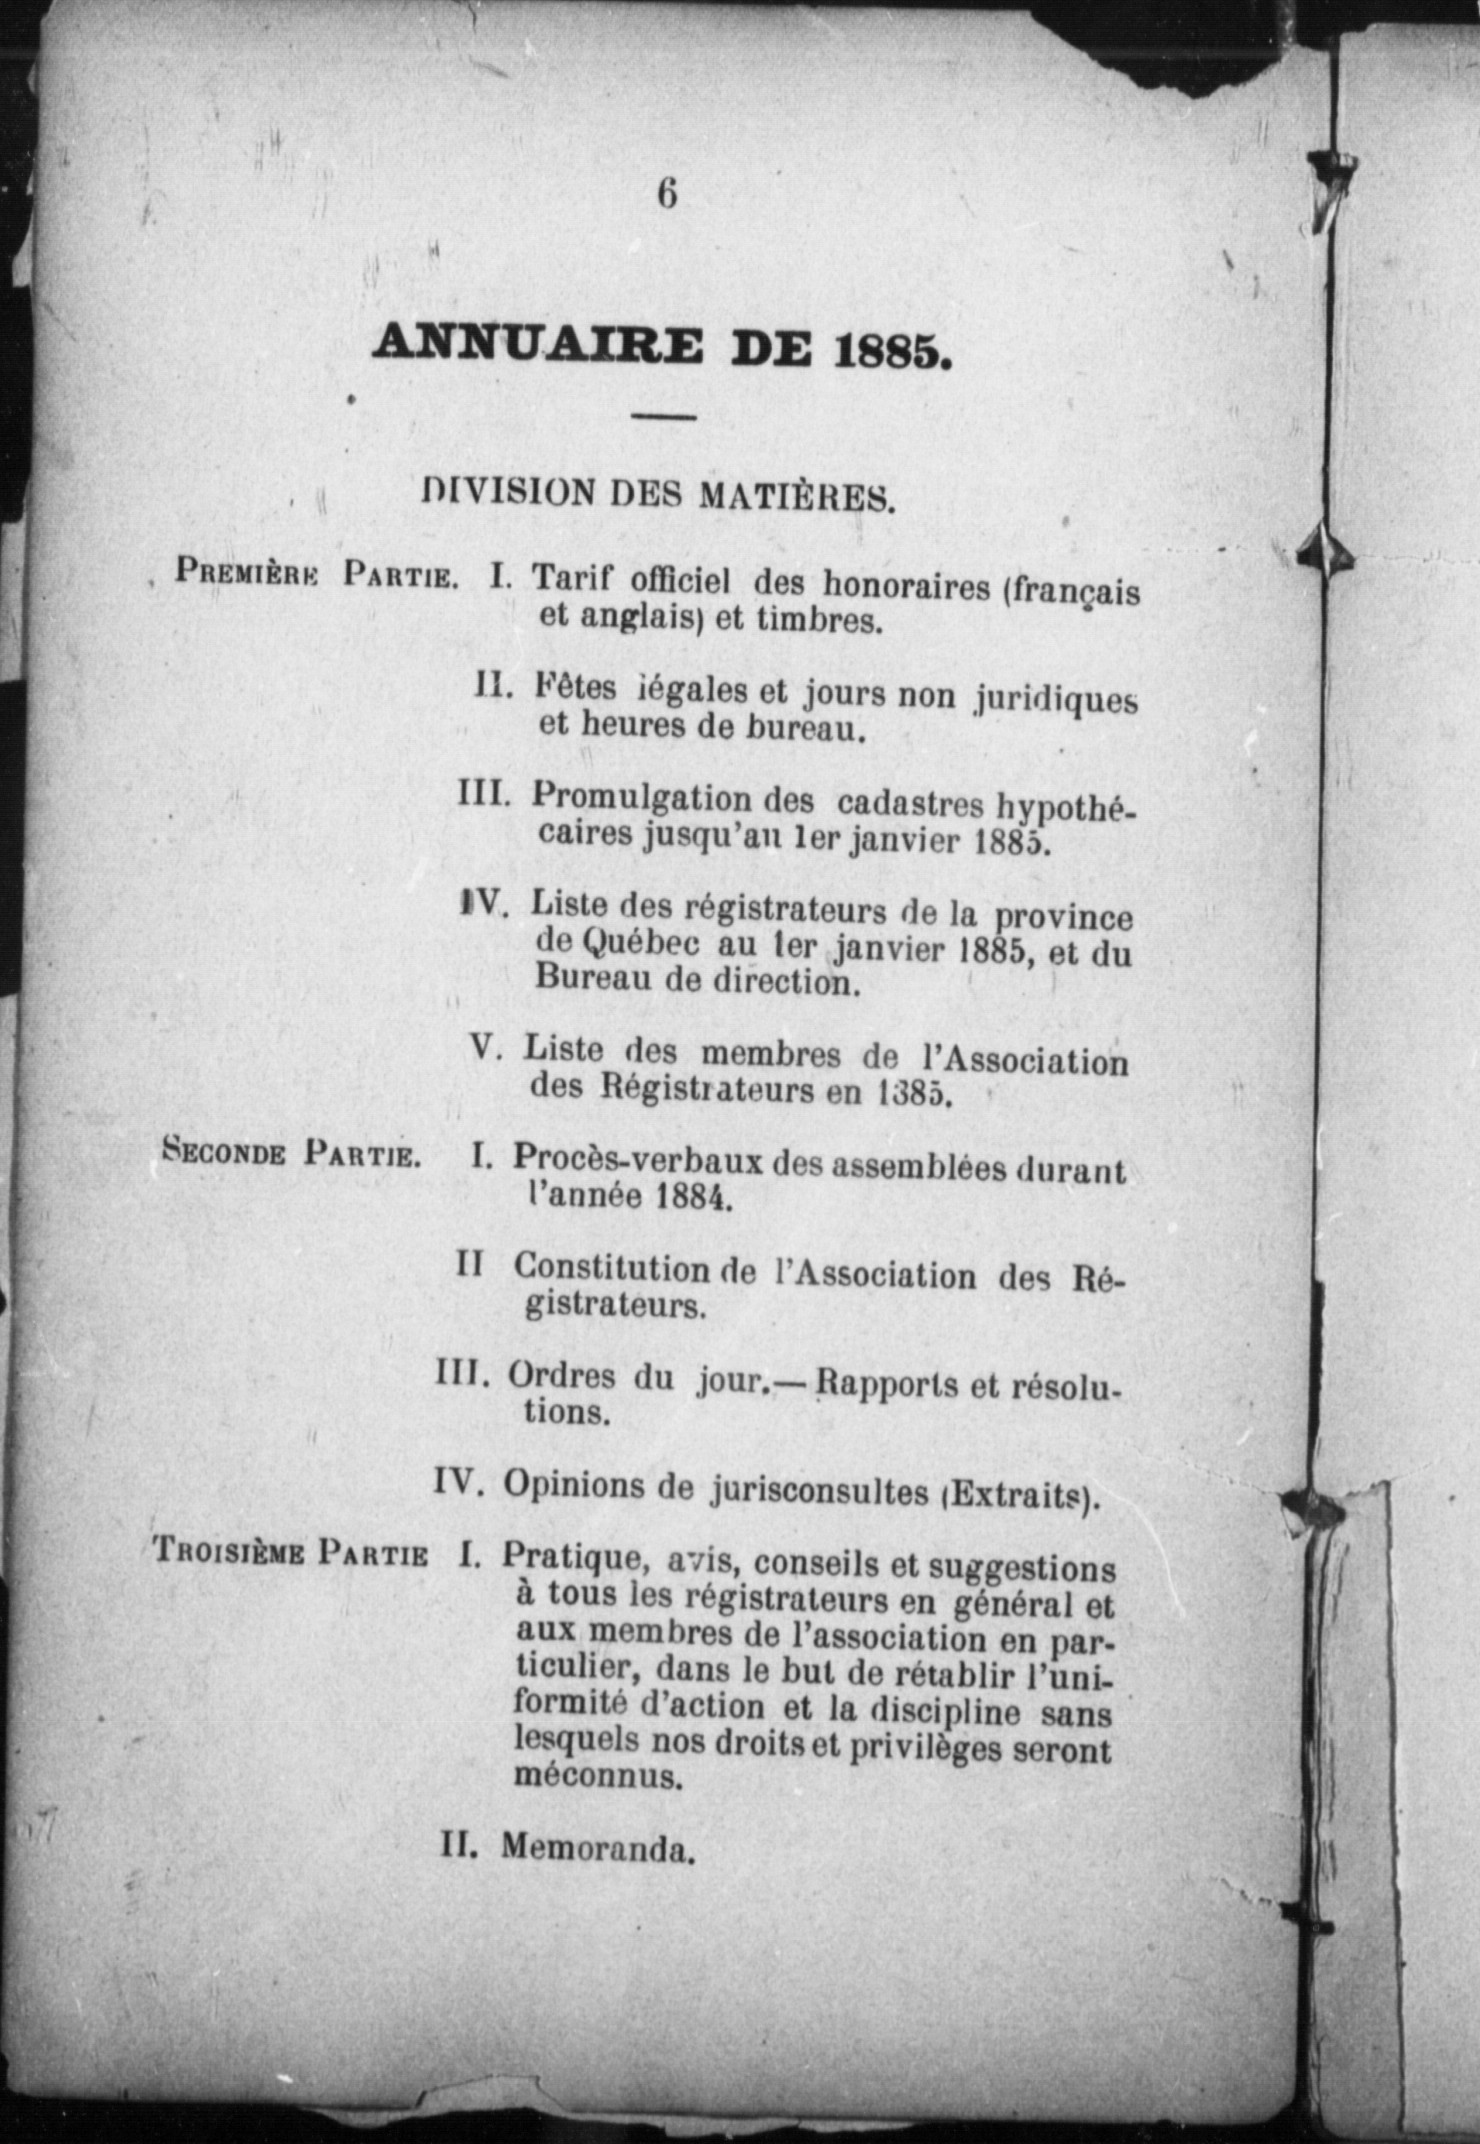 6
ANNUAIRE DE 1885.
DIVISION DES MATIÈRES.
PREMIÈRE PARTIE. I. Tarif officiel des honoraires (français
et anglais) et timbres.
II. Fêtes légales et jours non juridiques
et heures de bureau.
III. Promulgation des cadastres hypothé-
caires jusqu'au 1er janvier 1885.
IV. Liste des régistrateurs de la province
de Québec au 1er janvier 1885, et du
Bureau de direction.
V. Liste des membres de l'Association
des Régistrateurs en 1885.
SECONDE PARTIE. I. Procès-verbaux des assemblées durant
l'année 1884.
II Constitution de l'Association des Ré-
gistrateurs.
III. Ordres du jour.— Rapports et résolu-
tions.
IV. Opinions de jurisconsultes (Extraits).
TROISIÈME PARTIE I. Pratique, avis, conseils et suggestions
à tous les régistrateurs en général et
aux membres de l'association en par-
ticulier, dans le but de rétablir l'uni-
formité d'action et la discipline sans
lesquels nos droits et privilèges seront
méconnus.
II. Memoranda.